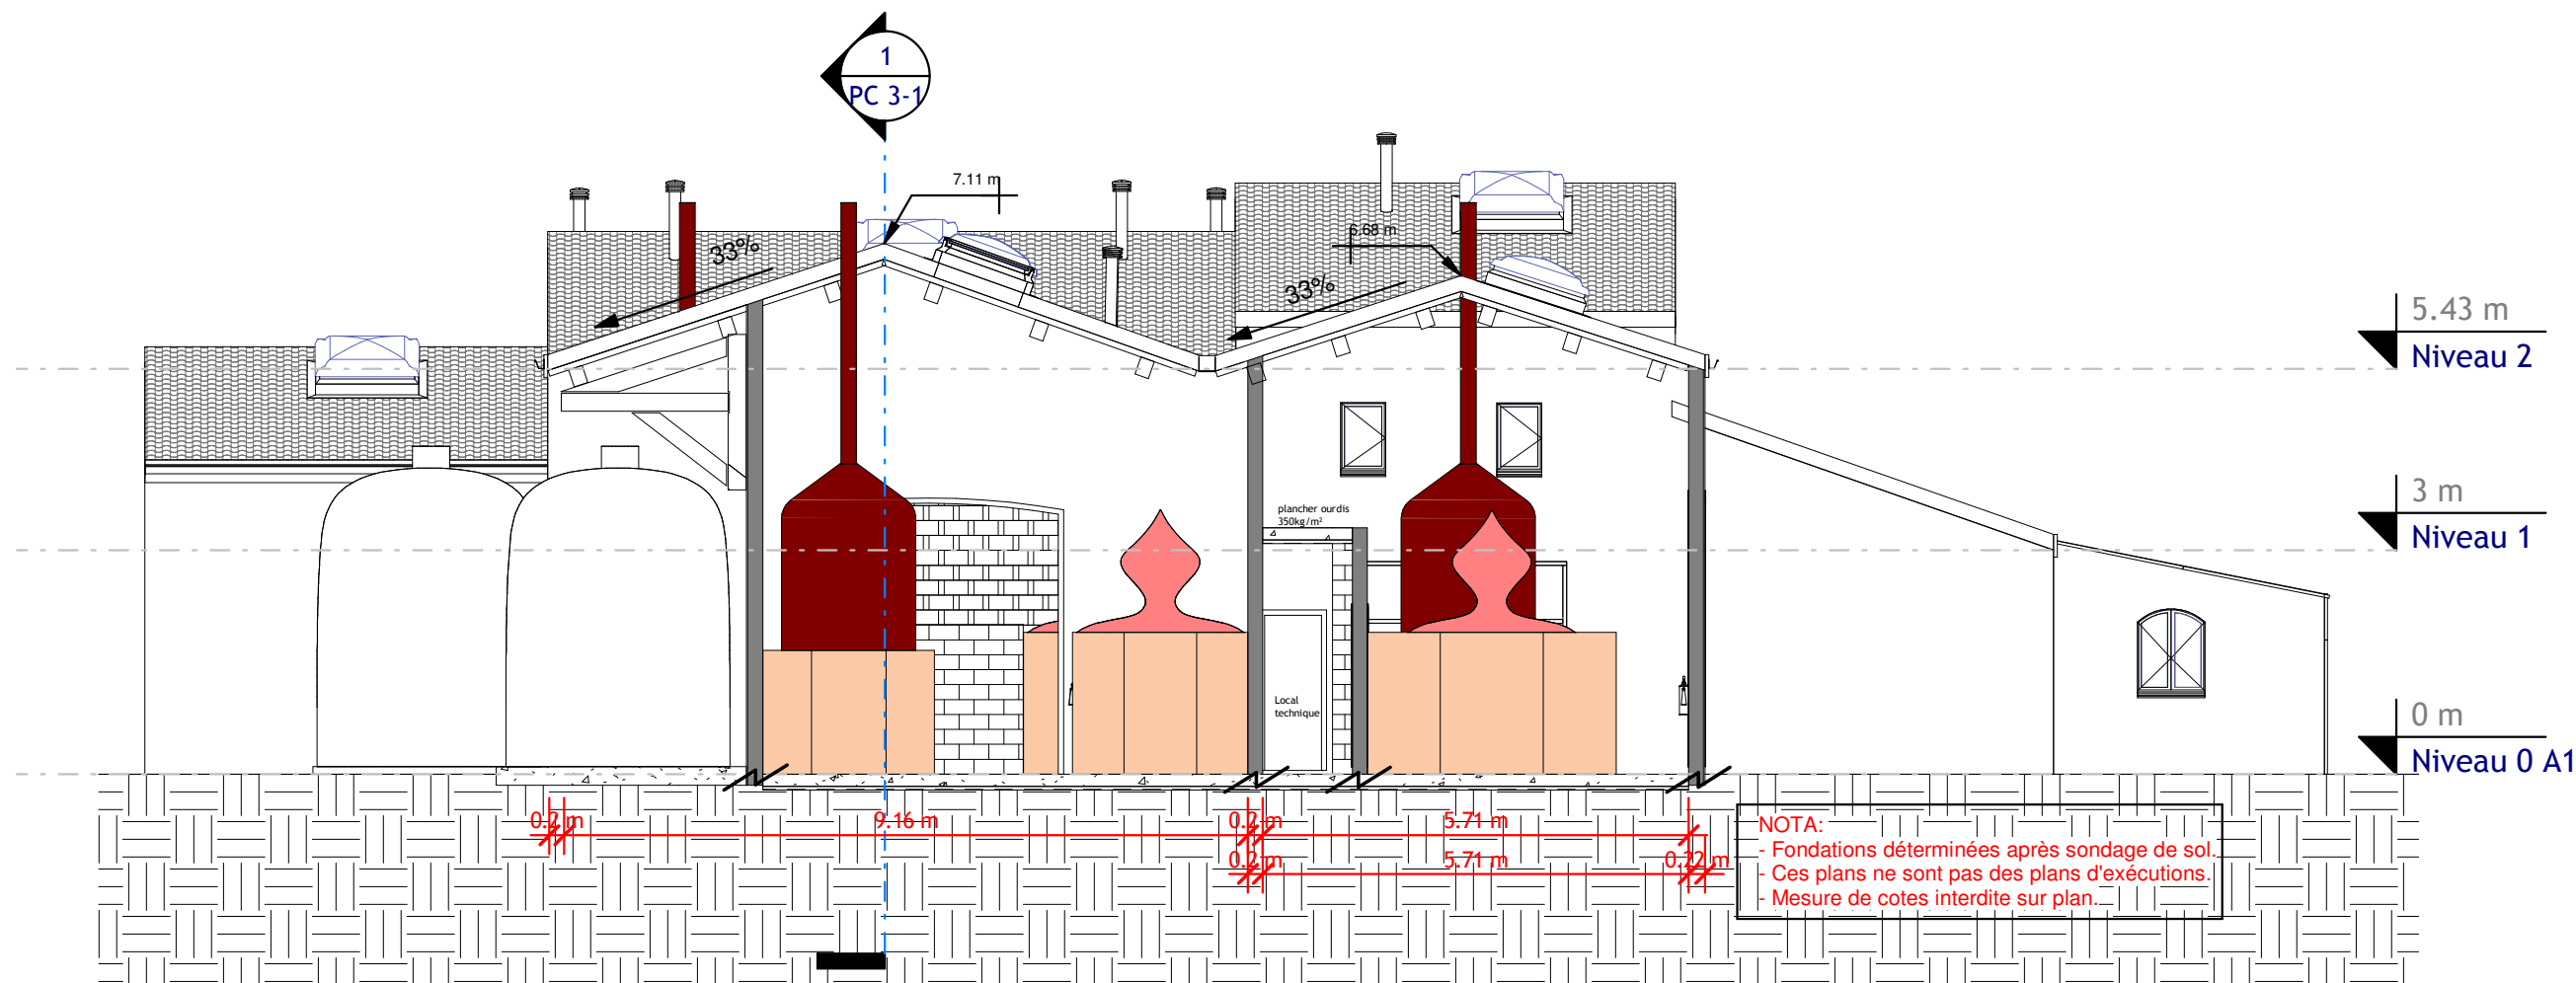 1
PC 3-1
7.11 m
6.68 m
33%
33%
5.43 m
Niveau 2
3 m
Niveau 1
plancher ourdis
350kg/m²
Local
technique
0 m
Niveau 0 A1
0.2 m
9.16 m
0.2 m
5.71 m
0.2 m
5.71 m
0.22 m
NOTA:
- Fondations déterminées après sondage de sol.
- Ces plans ne sont pas des plans d'exécutions.
- Mesure de cotes interdite sur plan.